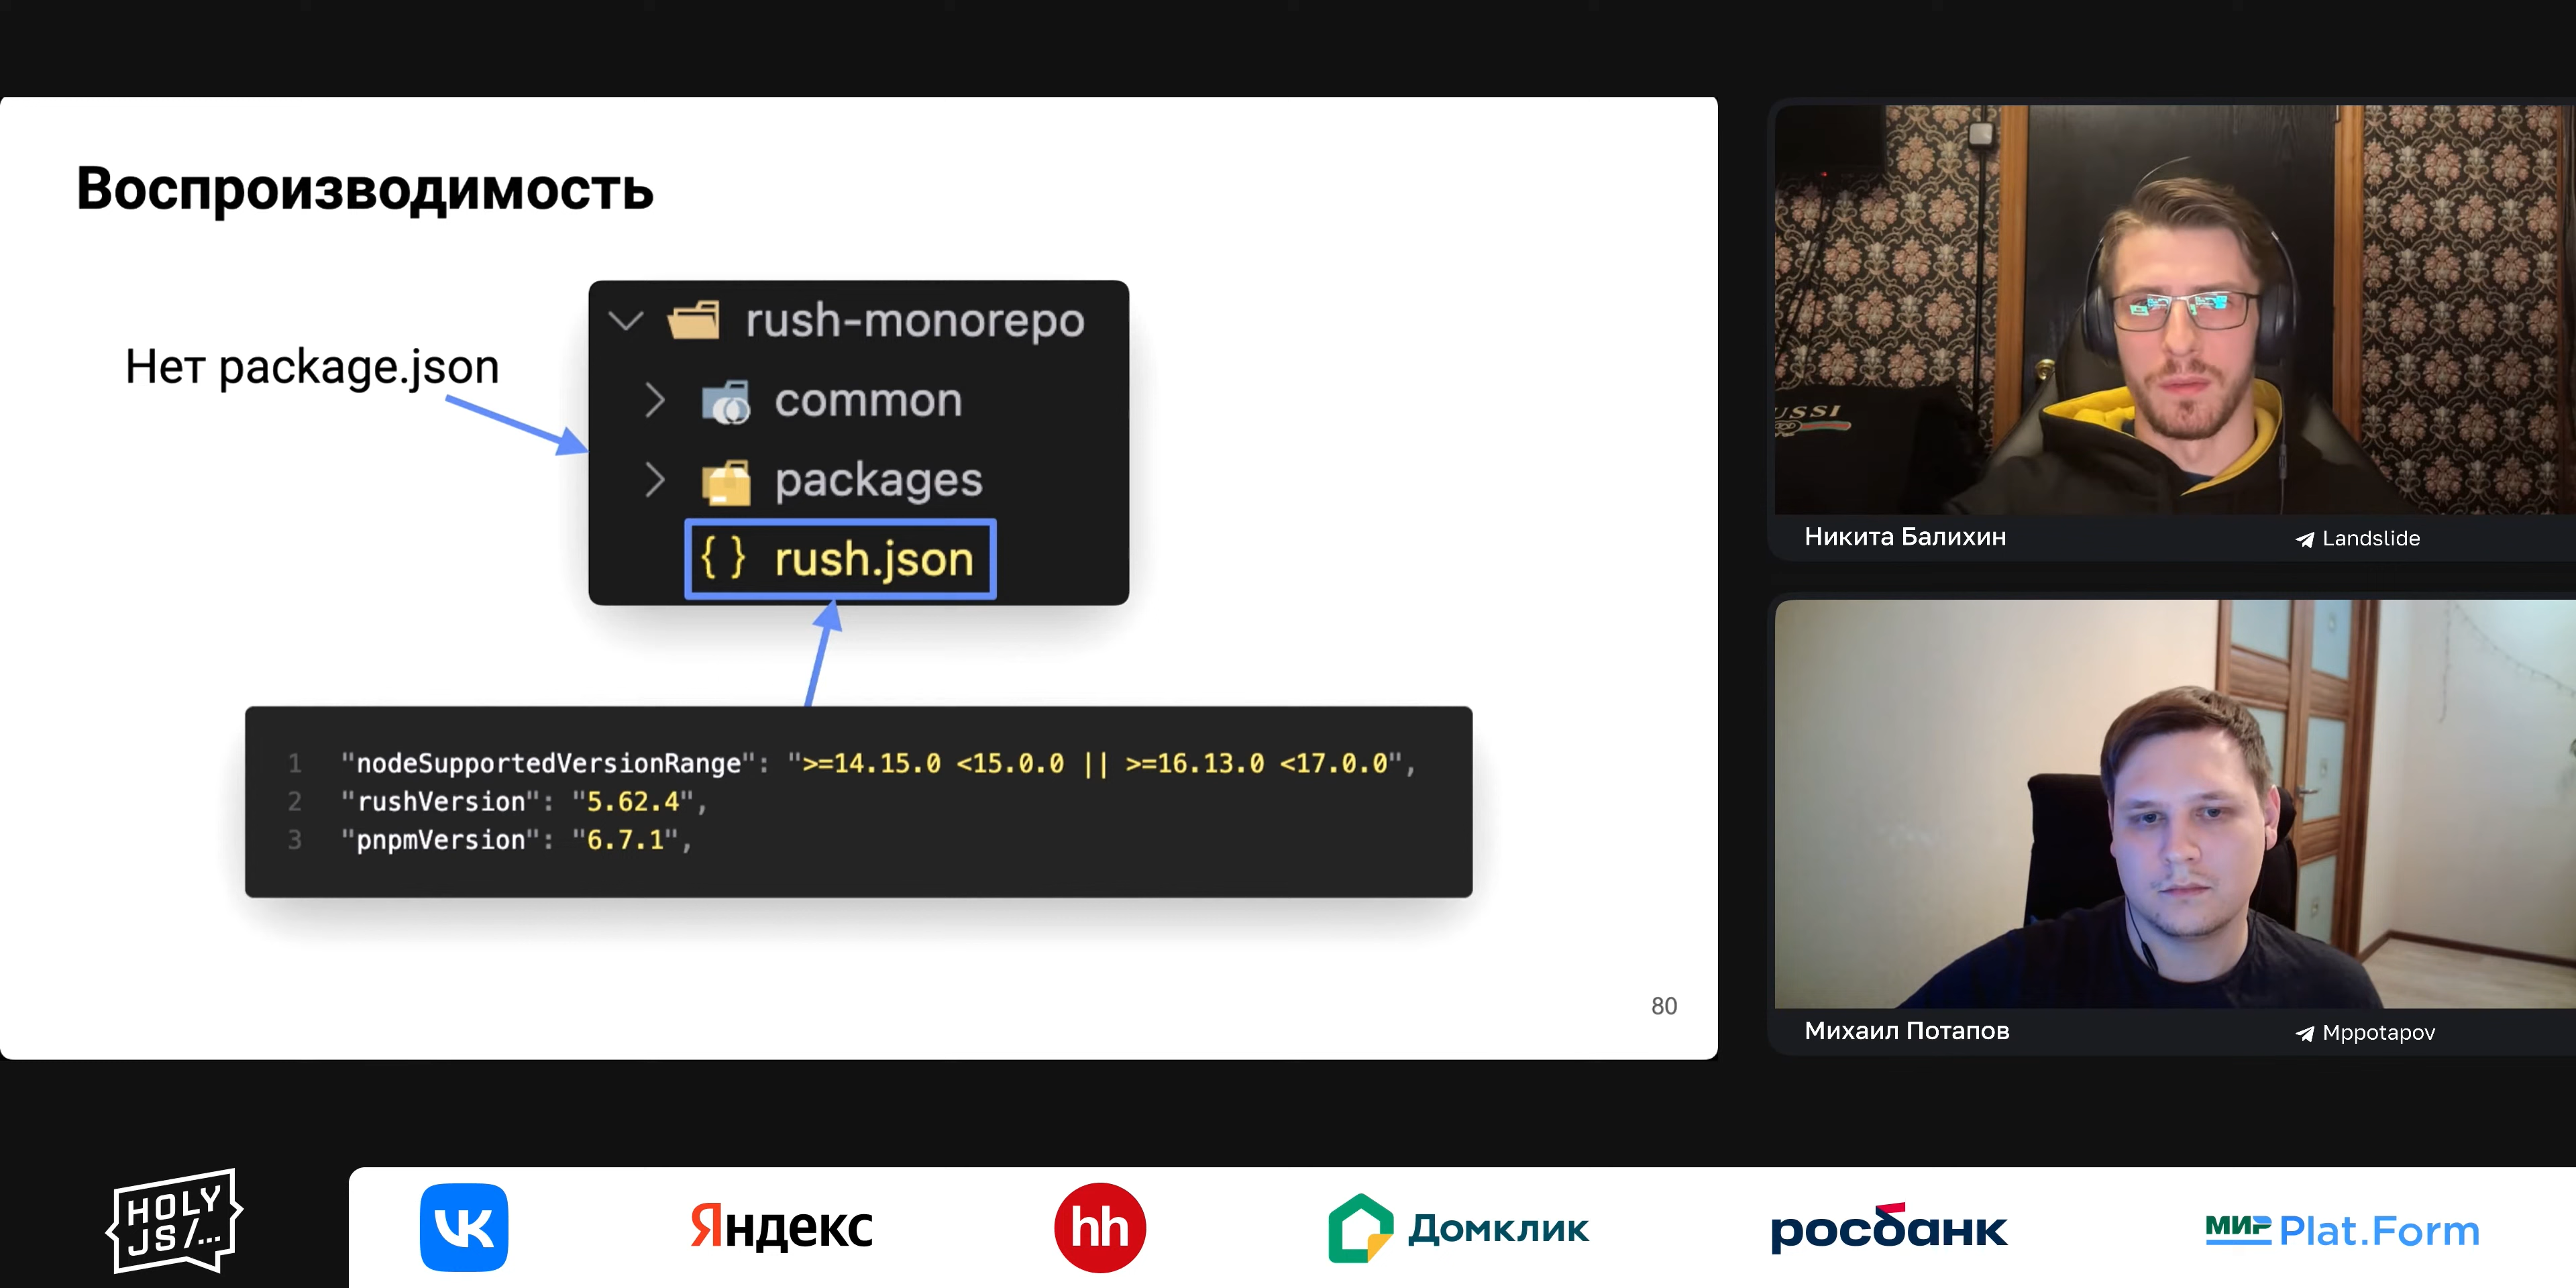 Воспроизводимость
Нет package.json
rush-monorepo
common
packages
{ } rush.json
1 "nodeSupportedVersionRange": ">=14.15.0 <15.0.0 || >=16.13.0 <17.0.0",
2 "rushVersion": "5.62.4",
3 "pnpmVersion": "6.7.1",
80
USSI
Никита Балихин
Landslide
Михаил Потапов
Mppotapov
HOLY
JS/...
VK
Яндекс
hh
Домклик
росбанк
МИР Plat.Form